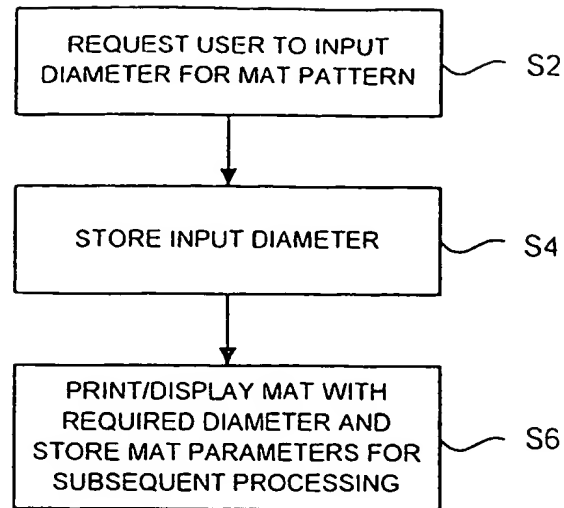 REQUEST USER TO INPUT
DIAMETER FOR MAT PATTERN
S2
STORE INPUT DIAMETER
S4
PRINT/DISPLAY MAT WITH
REQUIRED DIAMETER AND
STORE MAT PARAMETERS FOR
SUBSEQUENT PROCESSING
S6